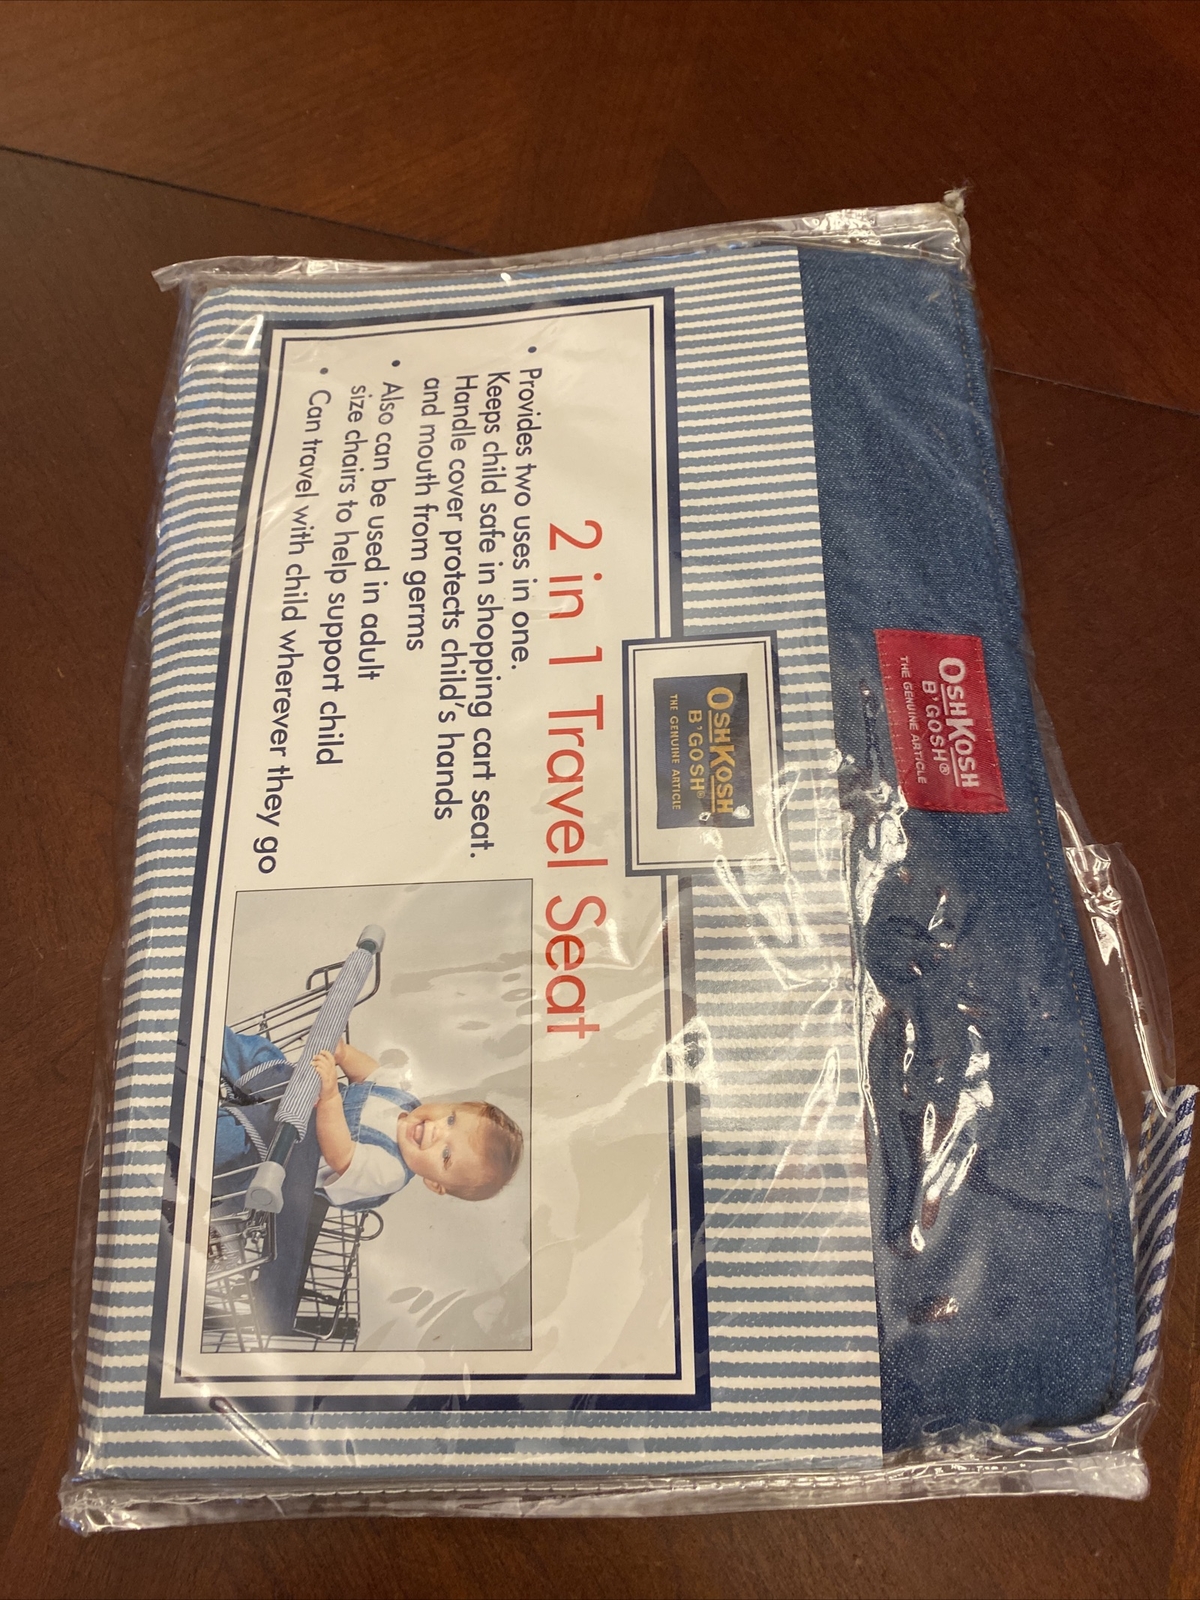 OSHKOSH
B'GOSH®
THE GENUINE ARTICLE
OSHKOSH
B'GOSH®
THE GENUINE ARTICLE
2 in 1 Travel Seat
• Provides two uses in one.
Keeps child safe in shopping cart seat.
Handle cover protects child's hands
and mouth from germs
• Also can be used in adult
size chairs to help support child
• Can travel with child wherever they go